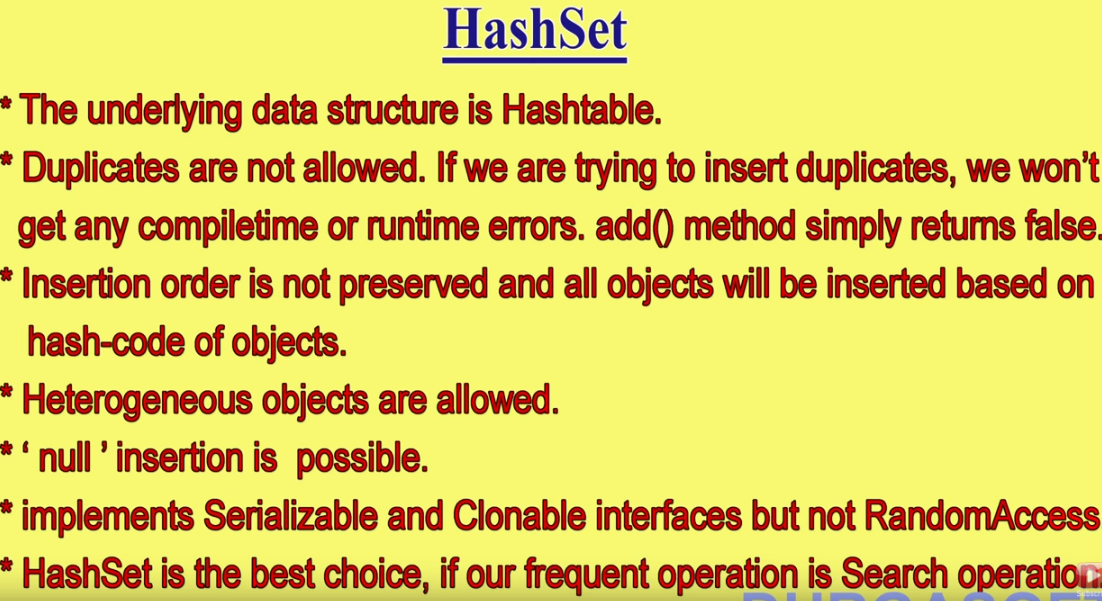 HashSet
* The underlying data structure is Hashtable.
* Duplicates are not allowed. If we are trying to insert duplicates, we won't
get any compiletime or runtime errors. add() method simply returns false.
* Insertion order is not preserved and all objects will be inserted based on
hash-code of objects.
* Heterogeneous objects are allowed.
* ‘ null ’ insertion is possible.
* implements Serializable and Clonable interfaces but not RandomAccess
* HashSet is the best choice, if our frequent operation is Search operation